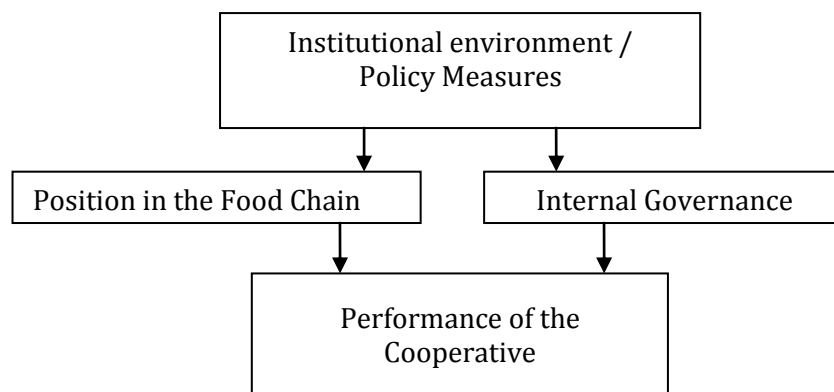 Institutional environment /
Policy Measures
Position in the Food Chain
Internal Governance
Performance of the
Cooperative